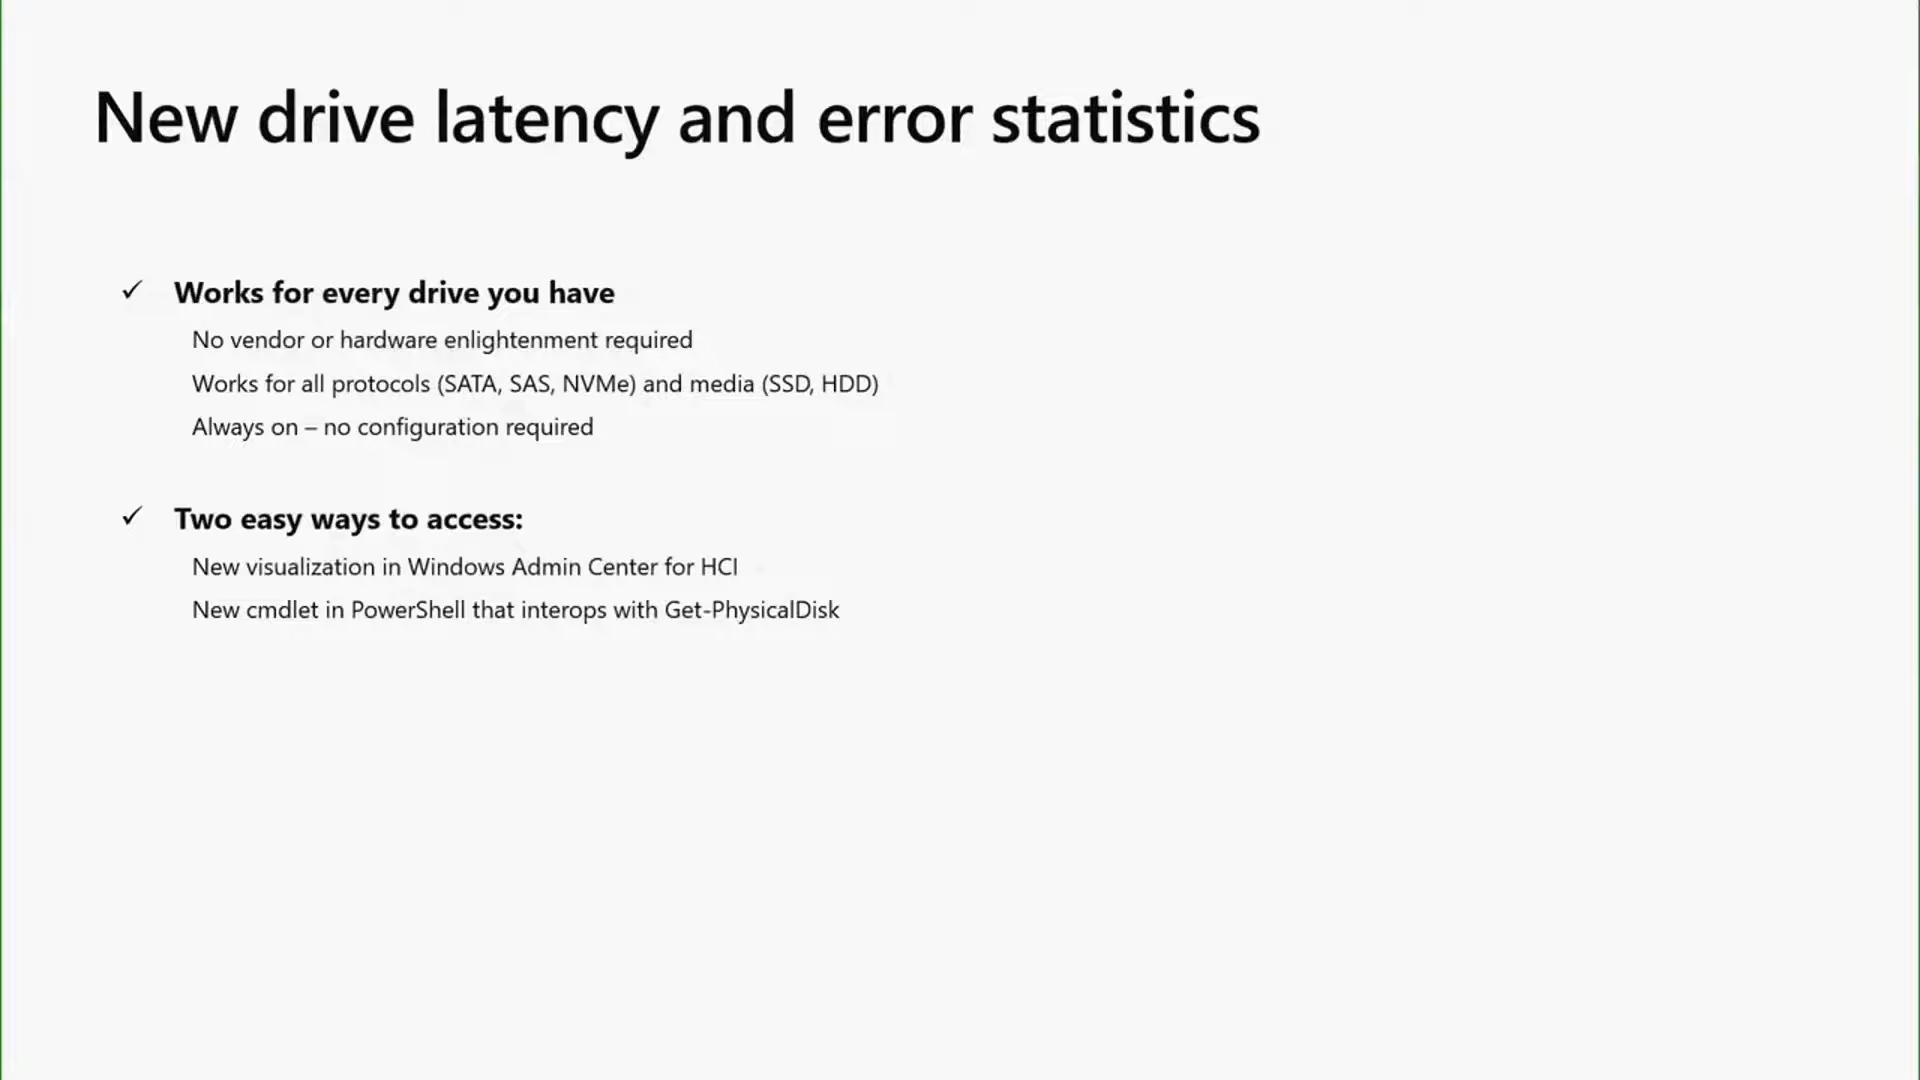 New drive latency and error statistics
✓ Works for every drive you have
No vendor or hardware enlightenment required
Works for all protocols (SATA, SAS, NVMe) and media (SSD, HDD)
Always on – no configuration required
✓ Two easy ways to access:
New visualization in Windows Admin Center for HCI
New cmdlet in PowerShell that interops with Get-PhysicalDisk